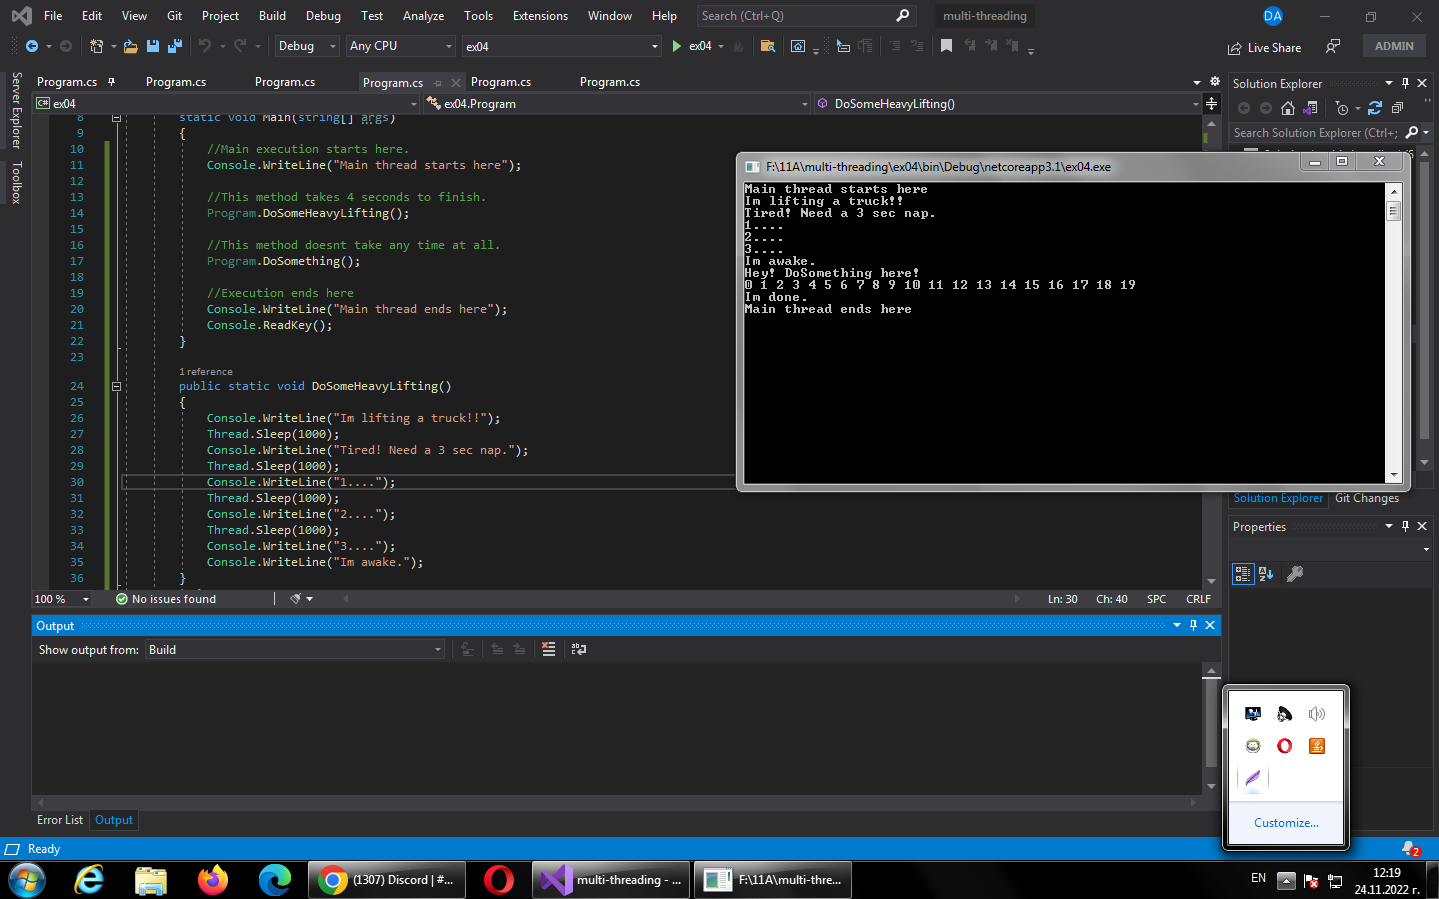 File Edit View Git Project Build Debug Test Analyze Tools Extensions Window Help Search (Ctrl+Q) multi-threading DA
Debug Any CPU ex04 ex04 Live Share ADMIN
Server Explorer
Toolbox
Program.cs Program.cs Program.cs Program.cs Program.cs Program.cs
C# ex04 ex04.Program DoSomeHeavyLifting()
8 static void Main(string[] args)
9 {
10 //Main execution starts here.
11 Console.WriteLine("Main thread starts here");
12
13 //This method takes 4 seconds to finish.
14 Program.DoSomeHeavyLifting();
15
16 //This method doesnt take any time at all.
17 Program.DoSomething();
18
19 //Execution ends here
20 Console.WriteLine("Main thread ends here");
21 Console.ReadKey();
22 }
23
1 reference
24 public static void DoSomeHeavyLifting()
25 {
26 Console.WriteLine("Im lifting a truck!!");
27 Thread.Sleep(1000);
28 Console.WriteLine("Tired! Need a 3 sec nap.");
29 Thread.Sleep(1000);
30 Console.WriteLine("1....");
31 Thread.Sleep(1000);
32 Console.WriteLine("2....");
33 Thread.Sleep(1000);
34 Console.WriteLine("3....");
35 Console.WriteLine("Im awake.");
36 }
100 % No issues found Ln: 30 Ch: 40 SPC CRLF
Solution Explorer
Search Solution Explorer (Ctrl+;
F:\11A\multi-threading\ex04\bin\Debug\netcoreapp3.1\ex04.exe
Main thread starts here
Im lifting a truck!!
Tired! Need a 3 sec nap.
1....
2....
3....
Im awake.
Hey! DoSomething here!
0 1 2 3 4 5 6 7 8 9 10 11 12 13 14 15 16 17 18 19
Im done.
Main thread ends here
Solution Explorer Git Changes
Properties
Output
Show output from: Build
Error List Output
Customize...
Ready 2
(1307) Discord | #... multi-threading - ... F:\11A\multi-thre... EN 12:19
24.11.2022 г.